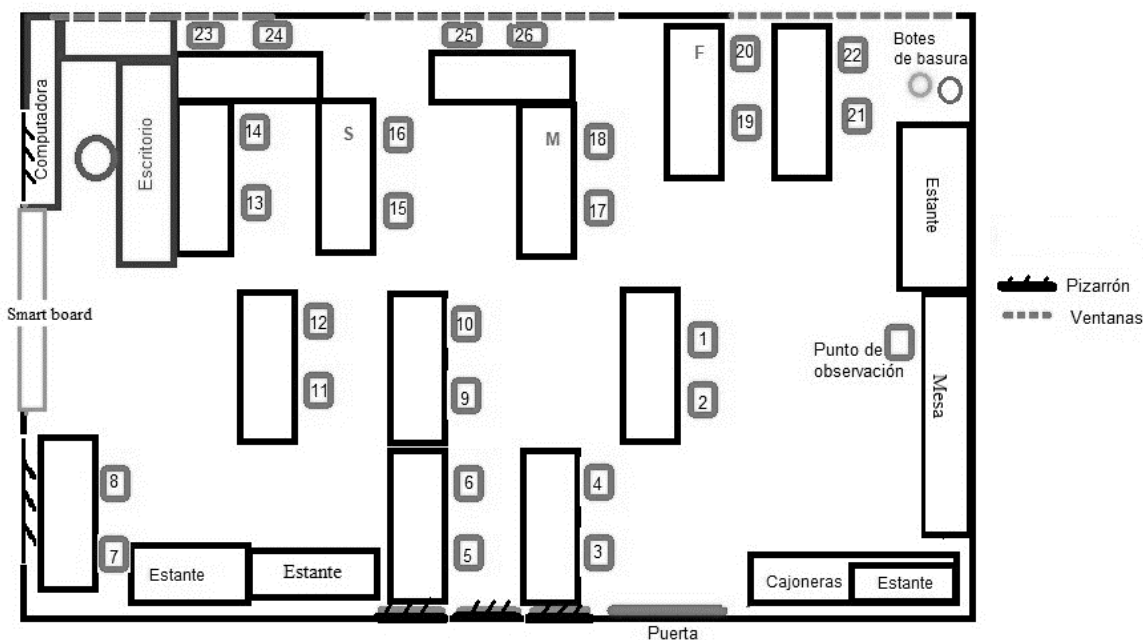 23
24
25
26
F
20
22
Botes
de basura
19
21
Computadora
Escritorio
14
S
16
M
18
13
15
17
Estante
Pizarrón
Smart board
Ventanas
12
10
1
Punto de
observación
11
9
2
Mesa
8
6
4
7
5
3
Estante
Estante
Cajoneras
Estante
Puerta